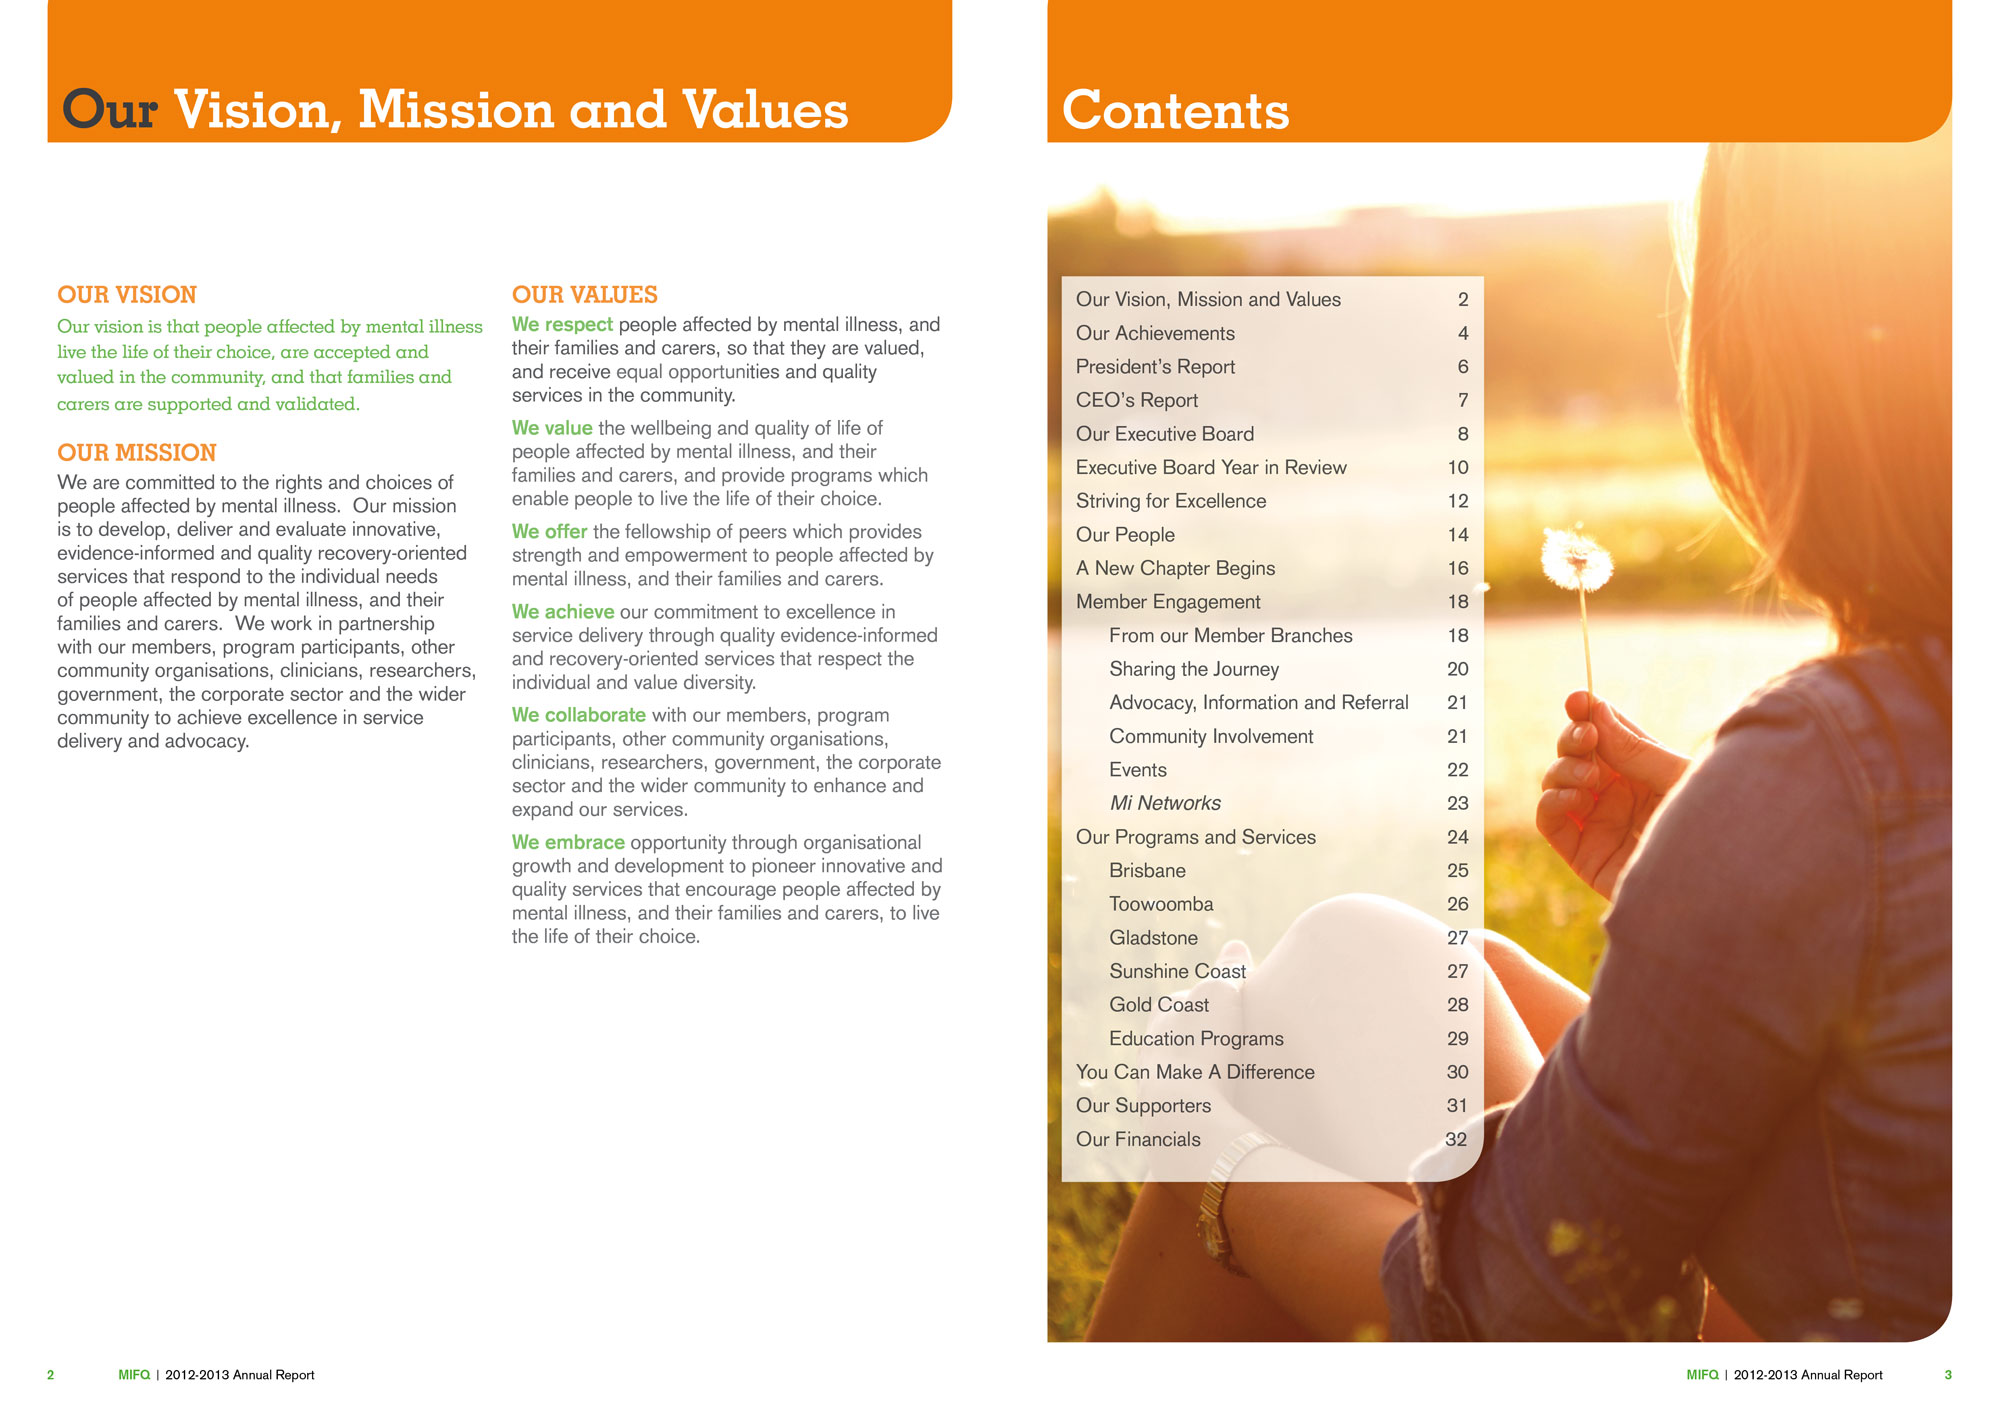 Our Vision, Mission and Values
OUR VISION
Our vision is that people affected by mental illness
live the life of their choice, are accepted and
valued in the community, and that families and
carers are supported and validated.
OUR MISSION
We are committed to the rights and choices of
people affected by mental illness.  Our mission
is to develop, deliver and evaluate innovative,
evidence-informed and quality recovery-oriented
services that respond to the individual needs
of people affected by mental illness, and their
families and carers.  We work in partnership
with our members, program participants, other
community organisations, clinicians, researchers,
government, the corporate sector and the wider
community to achieve excellence in service
delivery and advocacy.
OUR VALUES
We respect people affected by mental illness, and
their families and carers, so that they are valued,
and receive equal opportunities and quality
services in the community.
We value the wellbeing and quality of life of
people affected by mental illness, and their
families and carers, and provide programs which
enable people to live the life of their choice.
We offer the fellowship of peers which provides
strength and empowerment to people affected by
mental illness, and their families and carers.
We achieve our commitment to excellence in
service delivery through quality evidence-informed
and recovery-oriented services that respect the
individual and value diversity.
We collaborate with our members, program
participants, other community organisations,
clinicians, researchers, government, the corporate
sector and the wider community to enhance and
expand our services.
We embrace opportunity through organisational
growth and development to pioneer innovative and
quality services that encourage people affected by
mental illness, and their families and carers, to live
the life of their choice.
2 MIFQ | 2012-2013 Annual Report
Contents
Our Vision, Mission and Values 2
Our Achievements 4
President's Report 6
CEO's Report 7
Our Executive Board 8
Executive Board Year in Review 10
Striving for Excellence 12
Our People 14
A New Chapter Begins 16
Member Engagement 18
From our Member Branches 18
Sharing the Journey 20
Advocacy, Information and Referral 21
Community Involvement 21
Events 22
Mi Networks 23
Our Programs and Services 24
Brisbane 25
Toowoomba 26
Gladstone 27
Sunshine Coast 27
Gold Coast 28
Education Programs 29
You Can Make A Difference 30
Our Supporters 31
Our Financials 32
MIFQ | 2012-2013 Annual Report 3